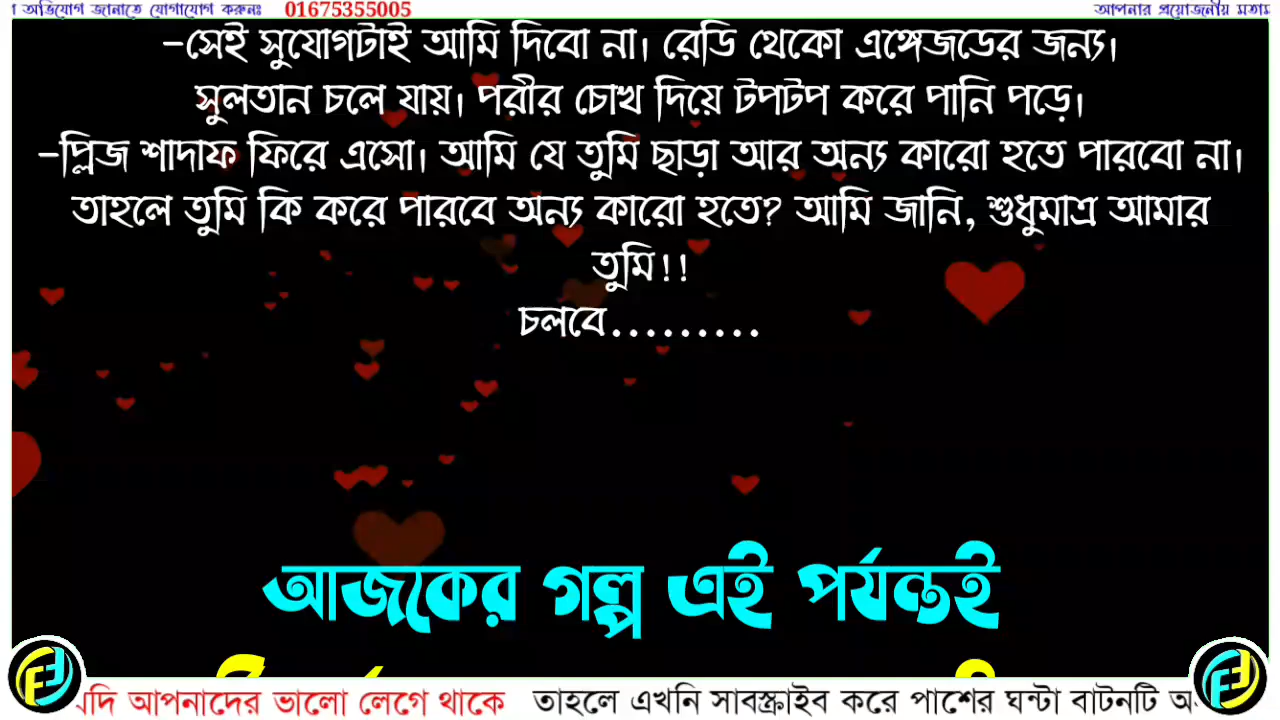 অভিযোগ জানাতে যোগাযোগ করুনঃ 01675355005 আপনার প্রয়োজনীয়
-সেই সুযোগটাই আমি দিবো না। রেডি থেকো এঙ্গেজডের জন্য।
সুলতান চলে যায়। পরীর চোখ দিয়ে টপটপ করে পানি পড়ে।
-প্লিজ শাদাফ ফিরে এসো। আমি যে তুমি ছাড়া আর অন্য কারো হতে পারবো না।
তাহলে তুমি কি করে পারবে অন্য কারো হতে? আমি জানি, শুধুমাত্র আমার
তুমি!!
চলবে.........
আজকের গল্প এই পর্যন্তই
আপনাদের ভালো লেগে থাকে তাহলে এখনি সাবস্ক্রাইব করে পাশের ঘন্টা বাটনটি